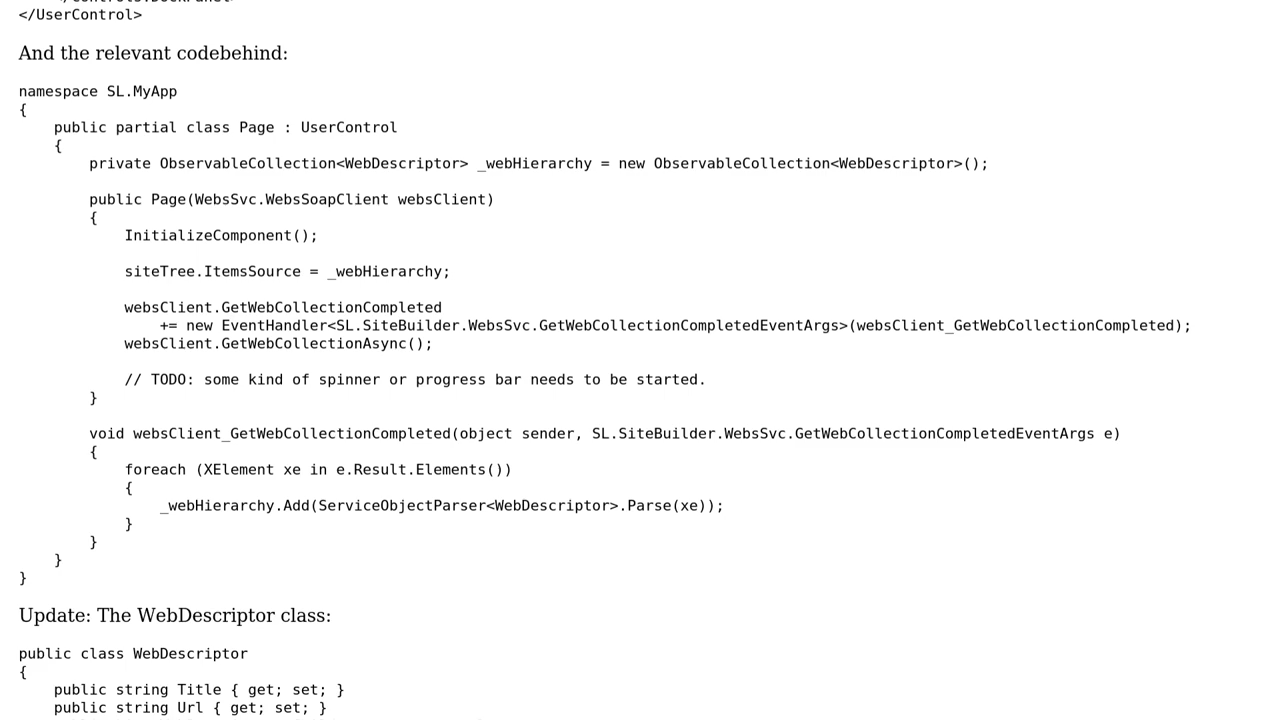 </UserControl>
And the relevant codebehind:
namespace SL.MyApp
{
    public partial class Page : UserControl
    {
        private ObservableCollection<WebDescriptor> _webHierarchy = new ObservableCollection<WebDescriptor>();
        public Page(WebsSvc.WebsSoapClient websClient)
        {
            InitializeComponent();
            siteTree.ItemsSource = _webHierarchy;
            websClient.GetWebCollectionCompleted
                += new EventHandler<SL.SiteBuilder.WebsSvc.GetWebCollectionCompletedEventArgs>(websClient_GetWebCollectionCompleted);
            websClient.GetWebCollectionAsync();
            // TODO: some kind of spinner or progress bar needs to be started.
        }
        void websClient_GetWebCollectionCompleted(object sender, SL.SiteBuilder.WebsSvc.GetWebCollectionCompletedEventArgs e)
        {
            foreach (XElement xe in e.Result.Elements())
            {
                _webHierarchy.Add(ServiceObjectParser<WebDescriptor>.Parse(xe));
            }
        }
    }
}
Update: The WebDescriptor class:
public class WebDescriptor
{
    public string Title { get; set; }
    public string Url { get; set; }